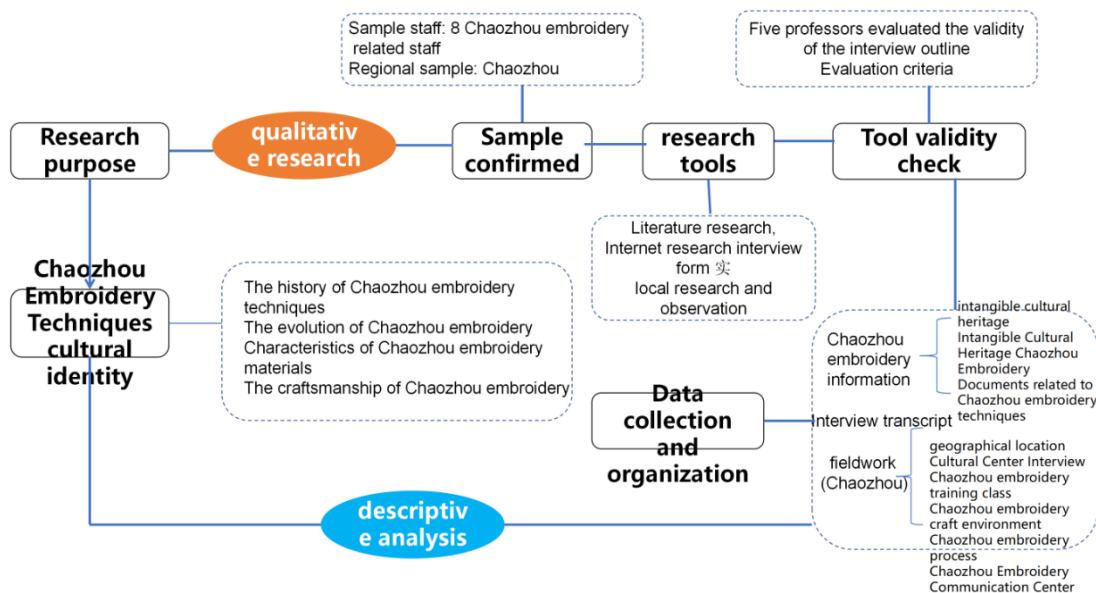 Sample staff: 8 Chaozhou embroidery
related staff
Regional sample: Chaozhou
Five professors evaluated the validity
of the interview outline
Evaluation criteria
Research
purpose
qualitativ
e research
Sample
confirmed
research
tools
Tool validity
check
Literature research,
Internet research interview
form 实
local research and
observation
Chaozhou
Embroidery
Techniques
cultural
identity
The history of Chaozhou embroidery
techniques
The evolution of Chaozhou embroidery
Characteristics of Chaozhou embroidery
materials
The craftsmanship of Chaozhou embroidery
Data
collection
and
organization
Chaozhou
embroidery
information
intangible cultural
heritage
Intangible Cultural
Heritage Chaozhou
Embroidery
Documents related to
Chaozhou embroidery
techniques
Interview transcript
fieldwork
(Chaozhou)
geographical location
Cultural Center Interview
Chaozhou embroidery
training class
Chaozhou embroidery
craft environment
Chaozhou embroidery
process
Chaozhou Embroidery
Communication Center
descriptiv
e analysis